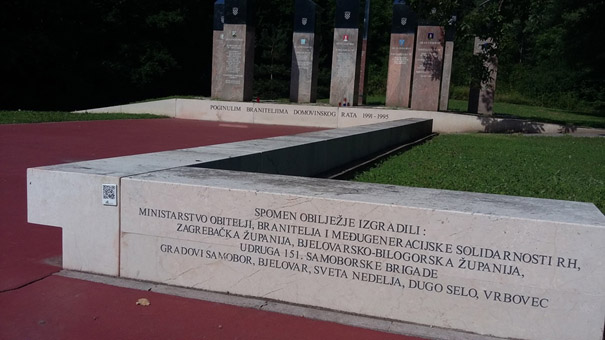 POGINULIM BRANITELJIMA DOMOVINSKOG RATA 1991-1995
SPOMEN OBILJEŽJE IZGRADILI :
MINISTARSTVO OBITELJI, BRANITELJA I MEĐUGENERACIJSKE SOLIDARNOSTI RH,
ZAGREBAČKA ŽUPANIJA, BJELOVARSKO-BILOGORSKA ŽUPANIJA,
UDRUGA 151. SAMOBORSKE BRIGADE
GRADOVI SAMOBOR, BJELOVAR, SVETA NEDELJA, DUGO SELO, VRBOVEC